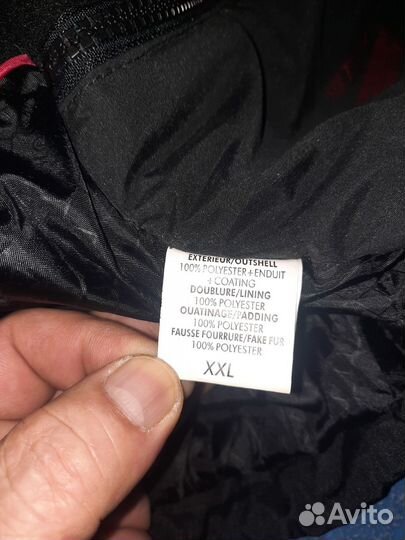 EXTERIEUR/OUTSHELL
100% POLYESTER+ENDUIT
+COATING
DOUBLURE/LINING
100% POLYESTER
OUATINAGE/PADDING
100% POLYESTER
FAUSSE FOURRURE/FAKE FUR
100% POLYESTER
XXL
Avito